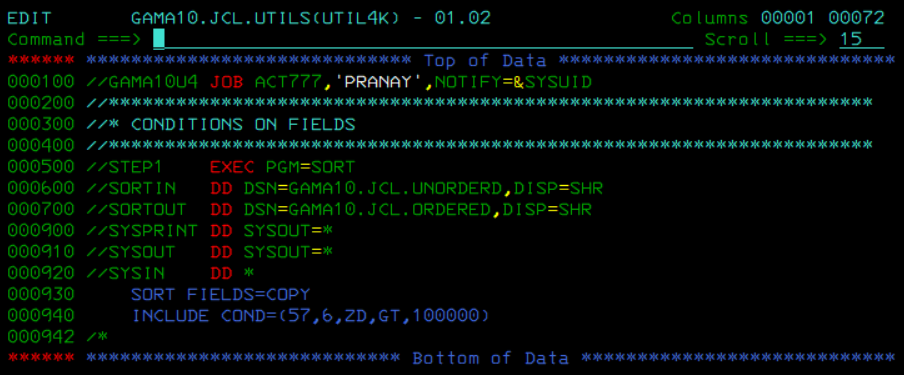 EDIT       GAMA10.JCL.UTILS(UTIL4K) - 01.02                Columns 00001 00072
Command ===>                                                  Scroll ===> 15
****** ***************************** Top of Data ******************************
000100 //GAMA10U4 JOB ACT777,'PRANAY',NOTIFY=&SYSUID
000200 //********************************************************************
000300 //* CONDITIONS ON FIELDS
000400 //********************************************************************
000500 //STEP1    EXEC PGM=SORT
000600 //SORTIN   DD DSN=GAMA10.JCL.UNORDERD,DISP=SHR
000700 //SORTOUT  DD DSN=GAMA10.JCL.ORDERED,DISP=SHR
000900 //SYSPRINT DD SYSOUT=*
000910 //SYSOUT   DD SYSOUT=*
000920 //SYSIN    DD *
000930     SORT FIELDS=COPY
000940     INCLUDE COND=(57,6,ZD,GT,100000)
000942 /*
****** **************************** Bottom of Data ****************************